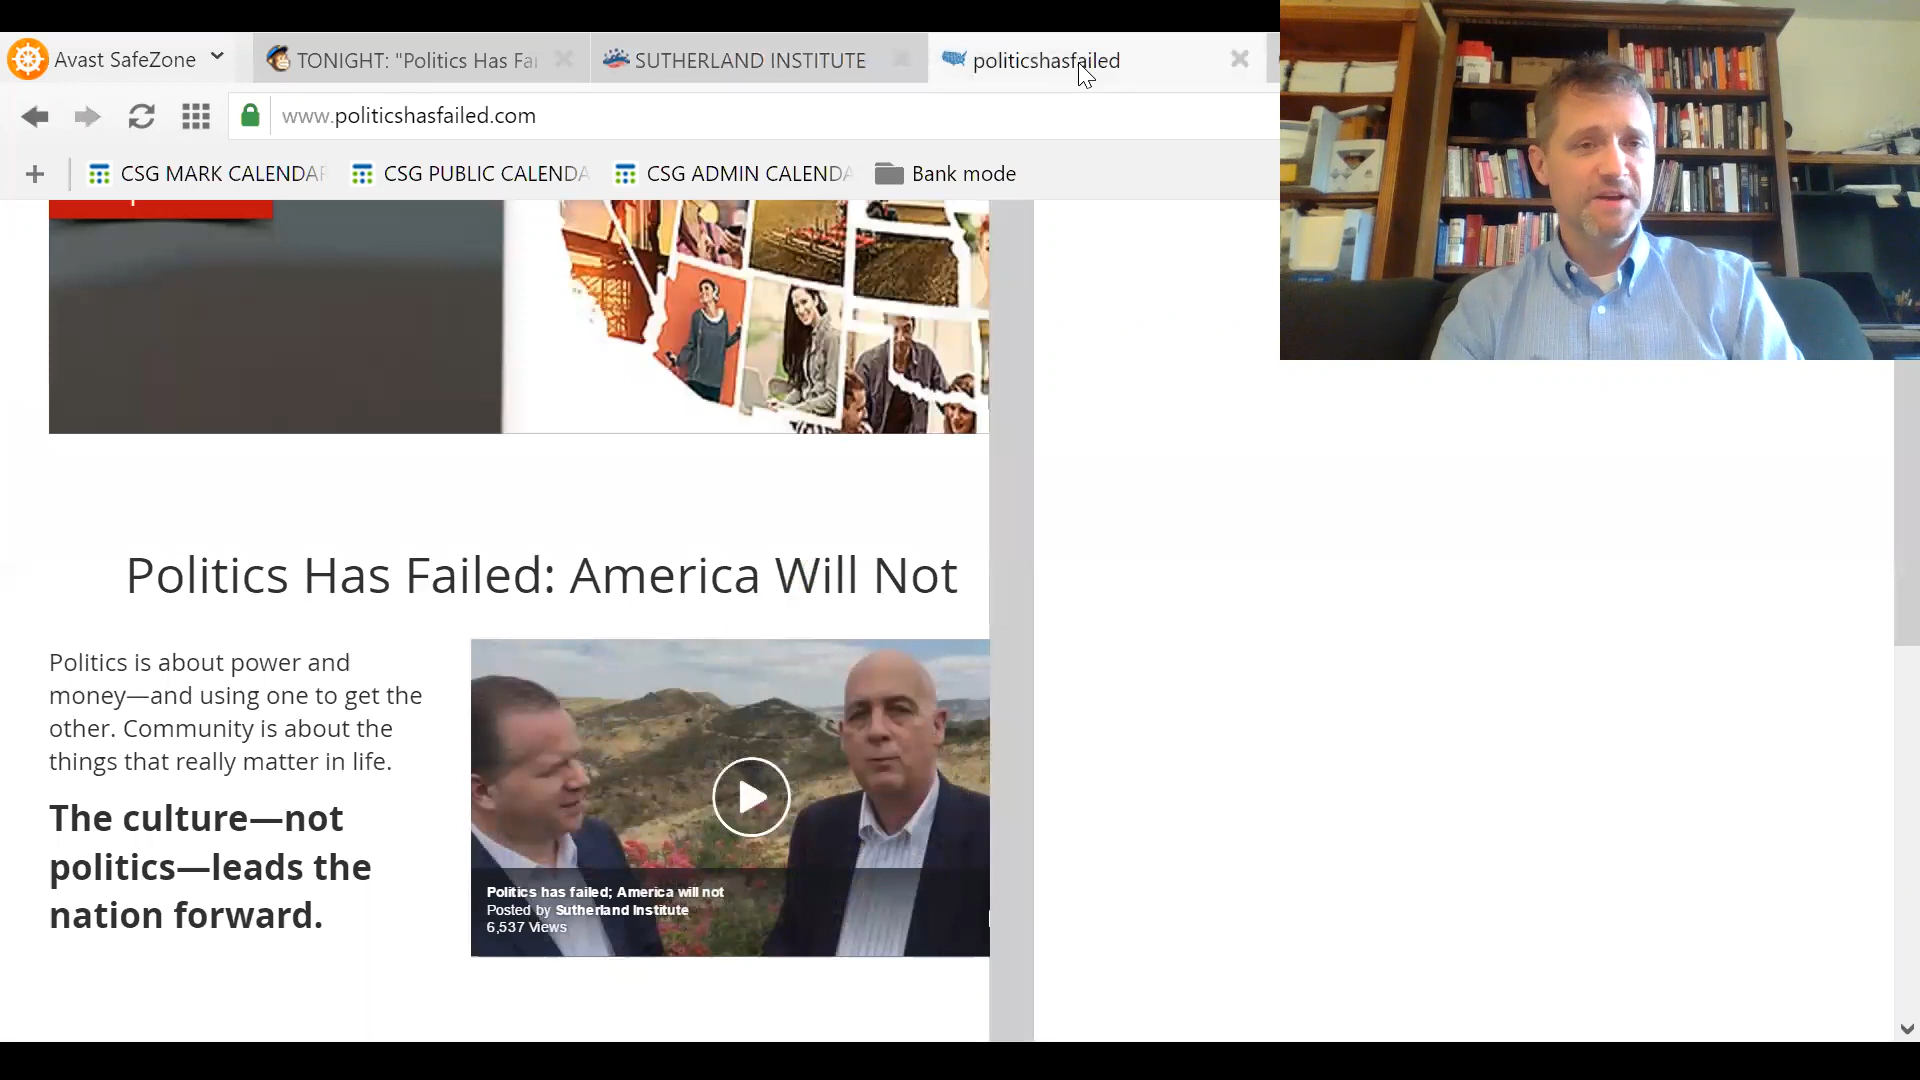 Avast SafeZone
TONIGHT: "Politics Has Fai
SUTHERLAND INSTITUTE
politicshasfailed
www.politicshasfailed.com
CSG MARK CALENDAR
CSG PUBLIC CALENDA
CSG ADMIN CALENDA
Bank mode
Politics Has Failed: America Will Not
Politics is about power and
money—and using one to get the
other. Community is about the
things that really matter in life.
The culture—not
politics—leads the
nation forward.
Politics has failed; America will not
Posted by Sutherland Institute
6,537 Views